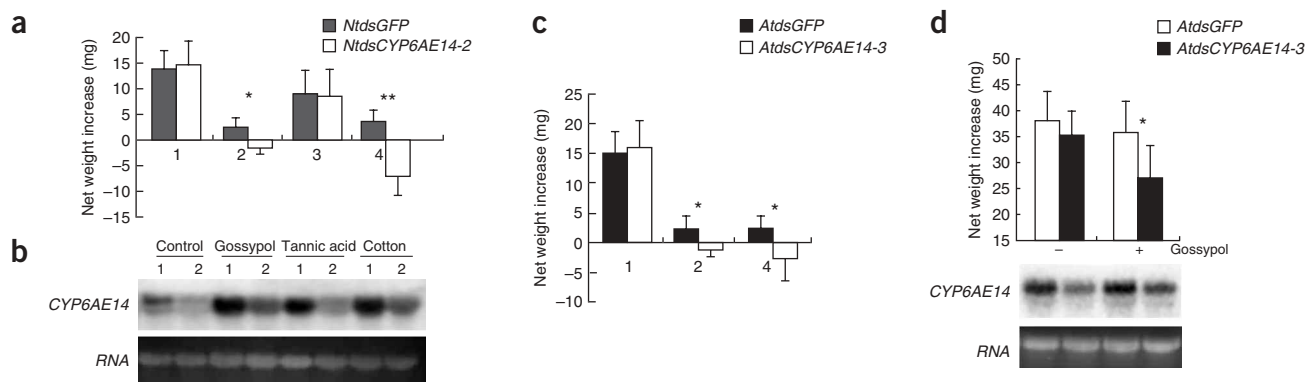 a
NtdsGFP
NtdsCYP6AE14-2
Net weight increase (mg)
20
15
10
5
0
−5
−10
−15
1
2
3
4
*
**
b
Control Gossypol Tannic acid Cotton
1 2 1 2 1 2 1 2
CYP6AE14
RNA
c
AtdsGFP
AtdsCYP6AE14-3
Net weight increase (mg)
25
20
15
10
5
0
−5
−10
1
2
4
*
*
d
AtdsGFP
AtdsCYP6AE14-3
Net weight increase (mg)
45
40
35
30
25
20
15
*
− + Gossypol
CYP6AE14
RNA